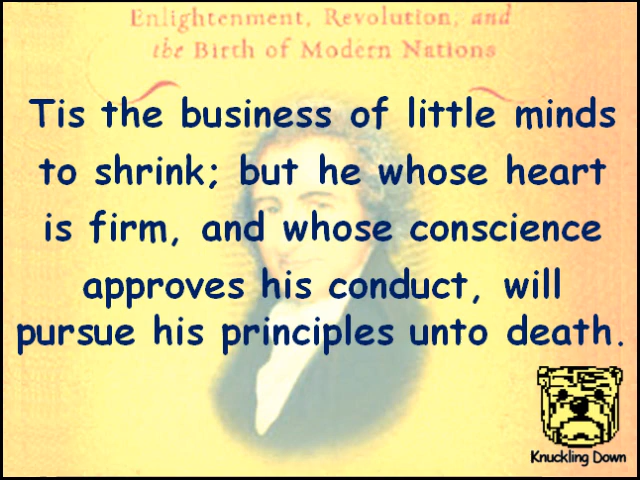 Enlightenment, Revolution, and
the Birth of Modern Nations
Tis the business of little minds
to shrink; but he whose heart
is firm, and whose conscience
approves his conduct, will
pursue his principles unto death.
Knuckling Down